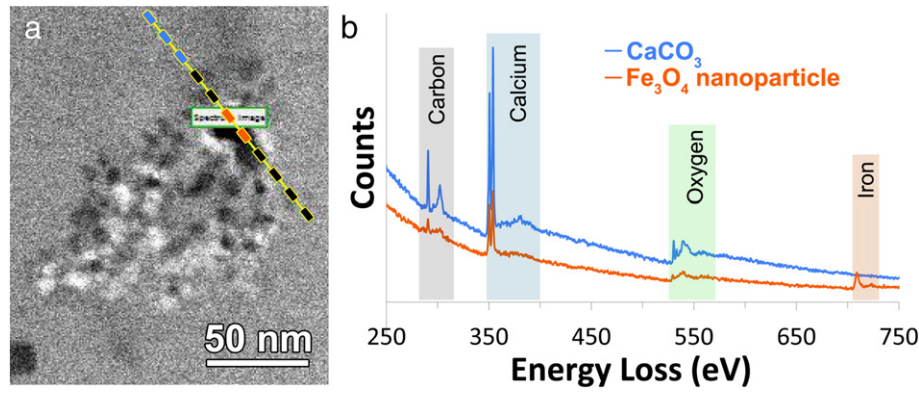 a
Spectrum Image
50 nm
b
Counts
Carbon
Calcium
Oxygen
Iron
CaCO₃
Fe₃O₄ nanoparticle
250
350
450
550
650
750
Energy Loss (eV)